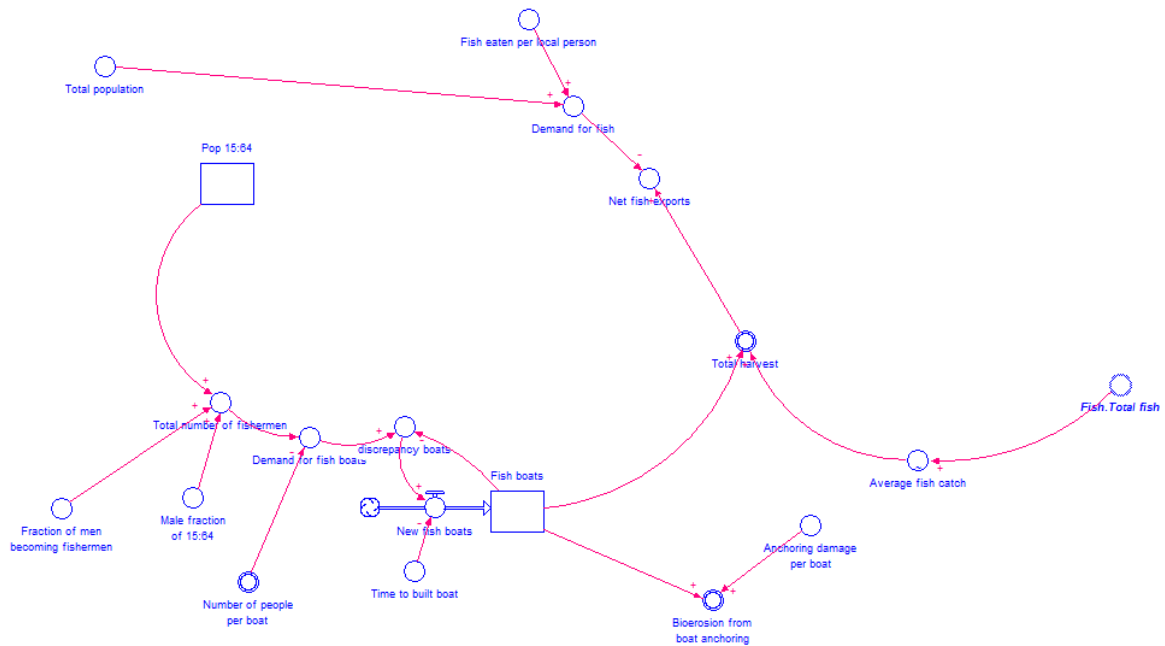 Fish eaten per local person
Total population
Demand for fish
Pop 15:64
Net fish exports
Total harvest
Fish.Total fish
Total number of fishermen
Demand for fish boats
discrepancy boats
Fish boats
Average fish catch
Fraction of men
becoming fishermen
Male fraction
of 15:64
New fish boats
Anchoring damage
per boat
Time to built boat
Number of people
per boat
Bioerosion from
boat anchoring